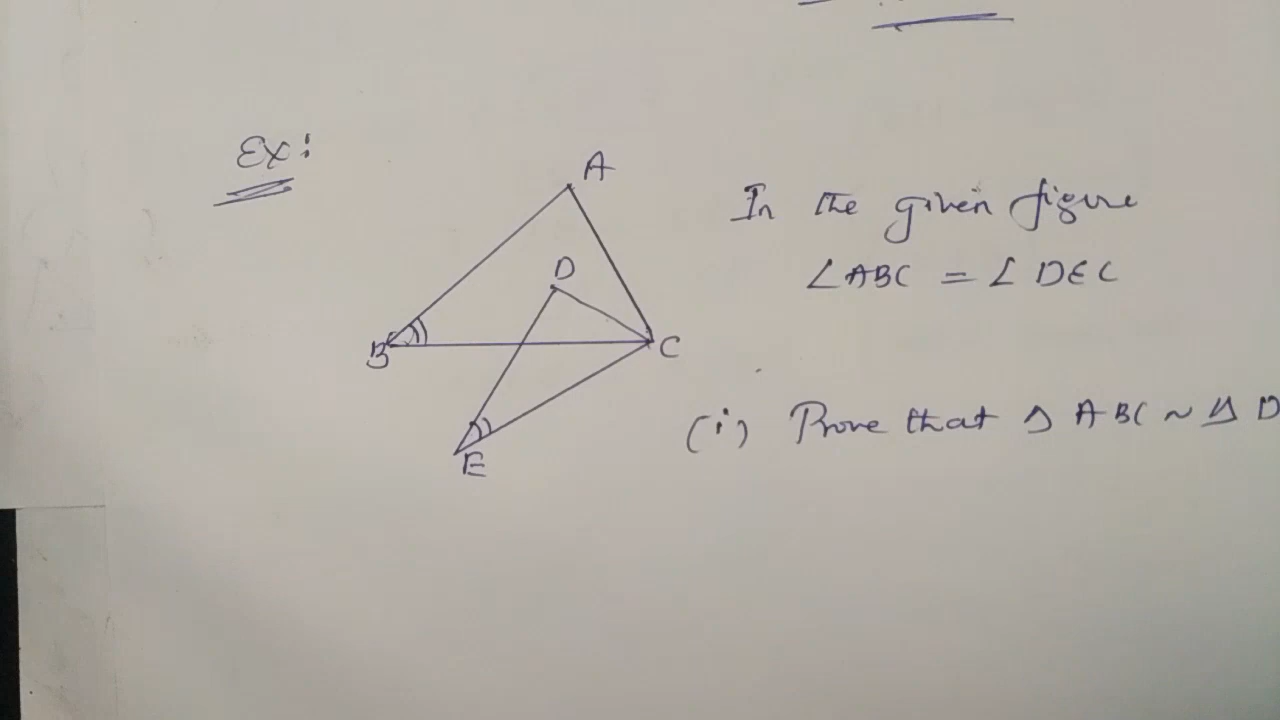 Ex:
A
In the given figure
D
∠ABC = ∠DEC
B
C
(i) Prove that Δ ABC ~ Δ D
E